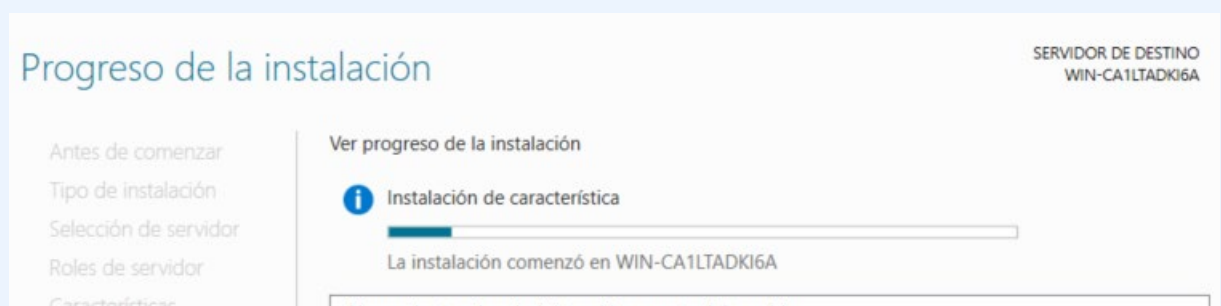 Progreso de la instalación
SERVIDOR DE DESTINO
WIN-CA1LTADKI6A
Antes de comenzar
Tipo de instalación
Selección de servidor
Roles de servidor
Características
Ver progreso de la instalación
Instalación de característica
La instalación comenzó en WIN-CA1LTADKI6A